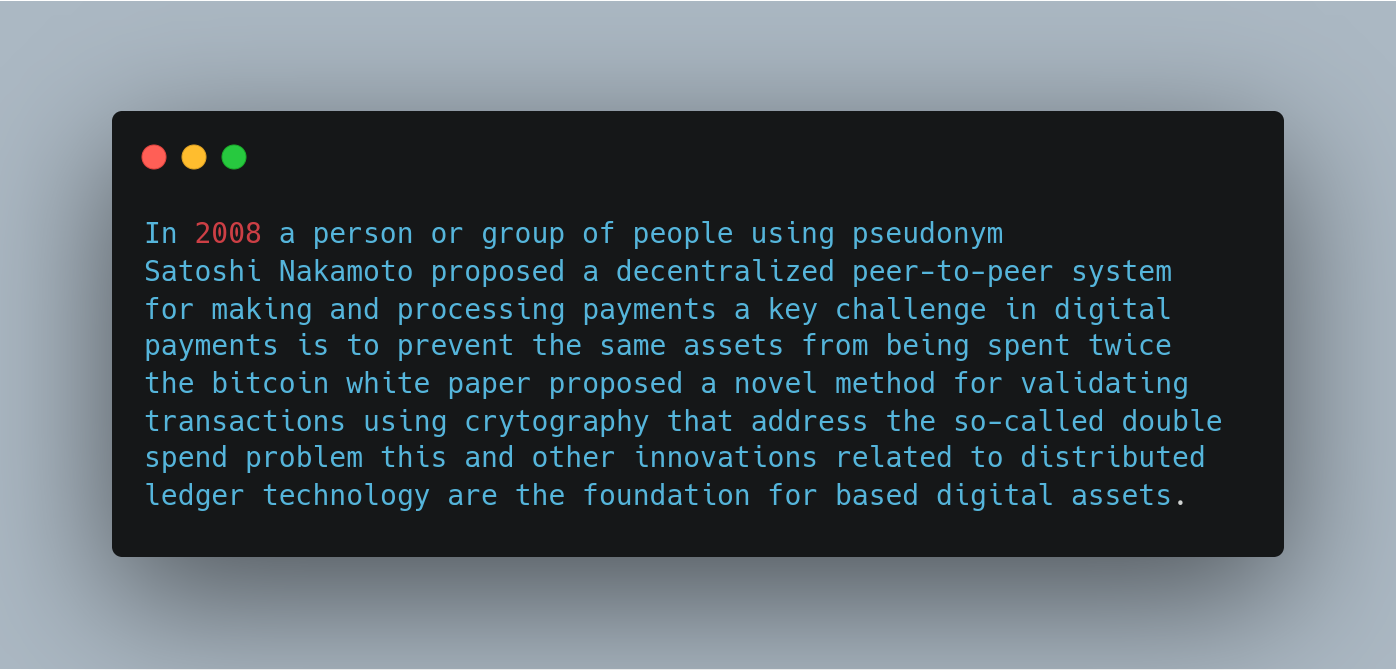 In 2008 a person or group of people using pseudonym
Satoshi Nakamoto proposed a decentralized peer-to-peer system
for making and processing payments a key challenge in digital
payments is to prevent the same assets from being spent twice
the bitcoin white paper proposed a novel method for validating
transactions using crytography that address the so-called double
spend problem this and other innovations related to distributed
ledger technology are the foundation for based digital assets.